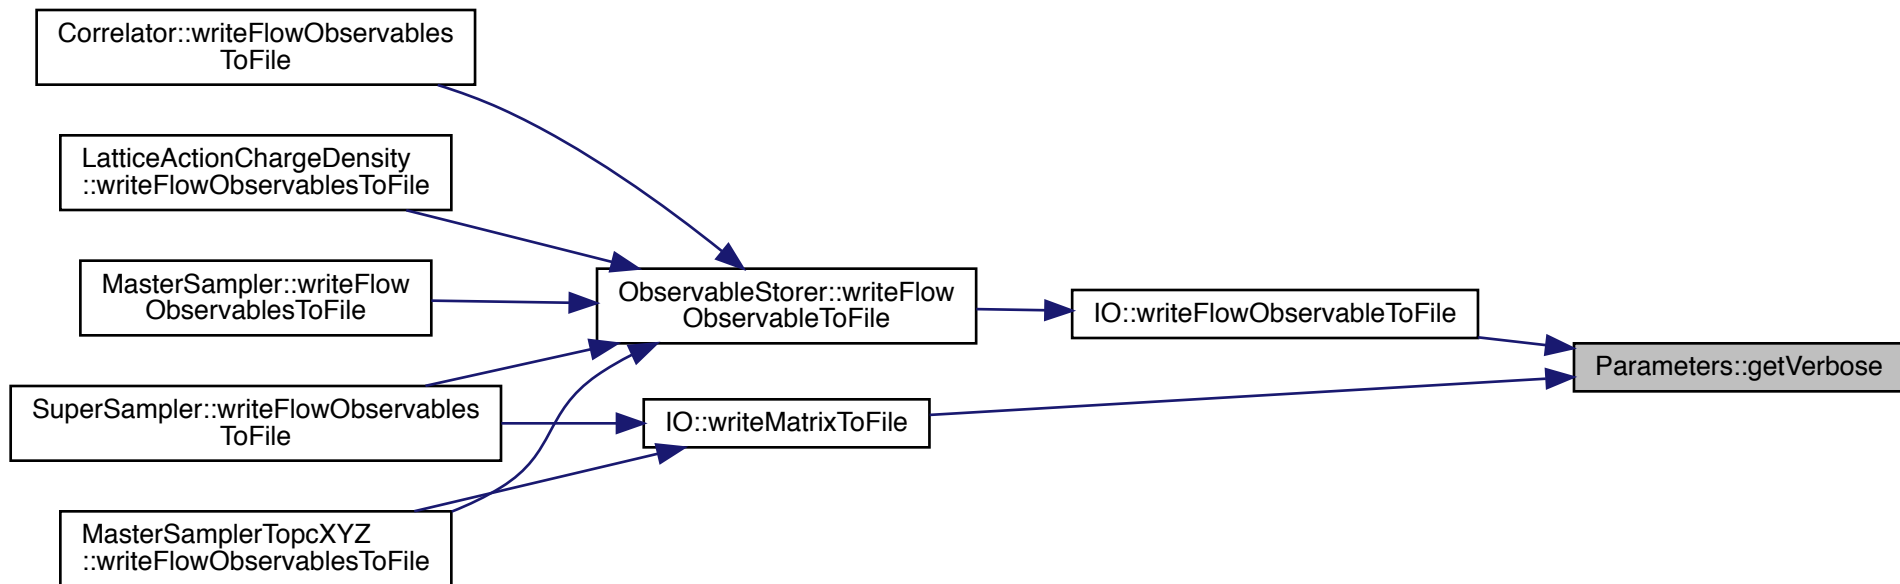 Correlator::writeFlowObservables
ToFile
LatticeActionChargeDensity
::writeFlowObservablesToFile
MasterSampler::writeFlow
ObservablesToFile
ObservableStorer::writeFlow
ObservableToFile
IO::writeFlowObservableToFile
Parameters::getVerbose
SuperSampler::writeFlowObservables
ToFile
IO::writeMatrixToFile
MasterSamplerTopcXYZ
::writeFlowObservablesToFile